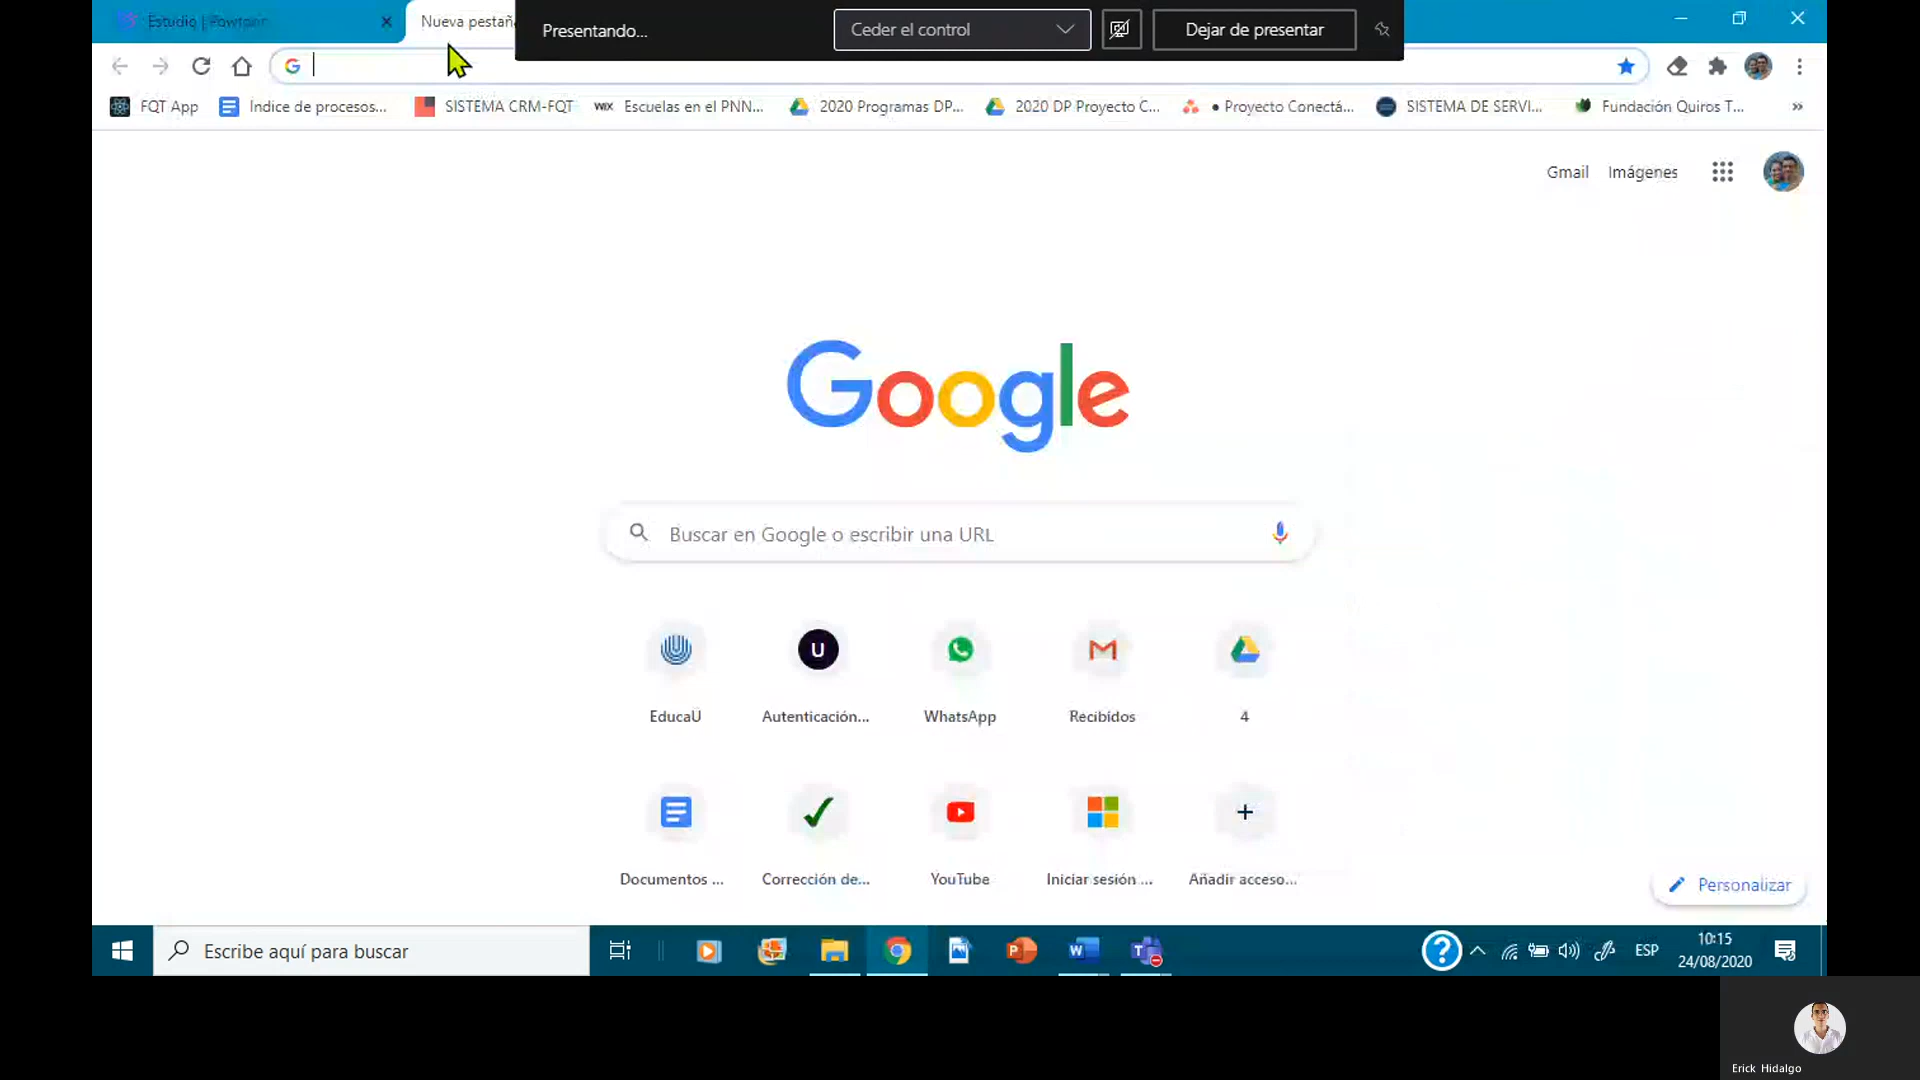 Estudio | Powtoon
Nueva pestañ
Presentando...
Ceder el control
Dejar de presentar
FQT App
Índice de procesos...
SISTEMA CRM-FQT
WIX
Escuelas en el PNN...
2020 Programas DP...
2020 DP Proyecto C...
• Proyecto Conectá...
SISTEMA DE SERVI...
Fundación Quiros T...
»
Gmail
Imágenes
Google
Buscar en Google o escribir una URL
U
EducaU
Autenticación...
WhatsApp
Recibidos
4
Documentos ...
Corrección de...
YouTube
Iniciar sesión ...
Añadir acceso...
Personalizar
Escribe aquí para buscar
ESP
10:15
24/08/2020
Erick Hidalgo